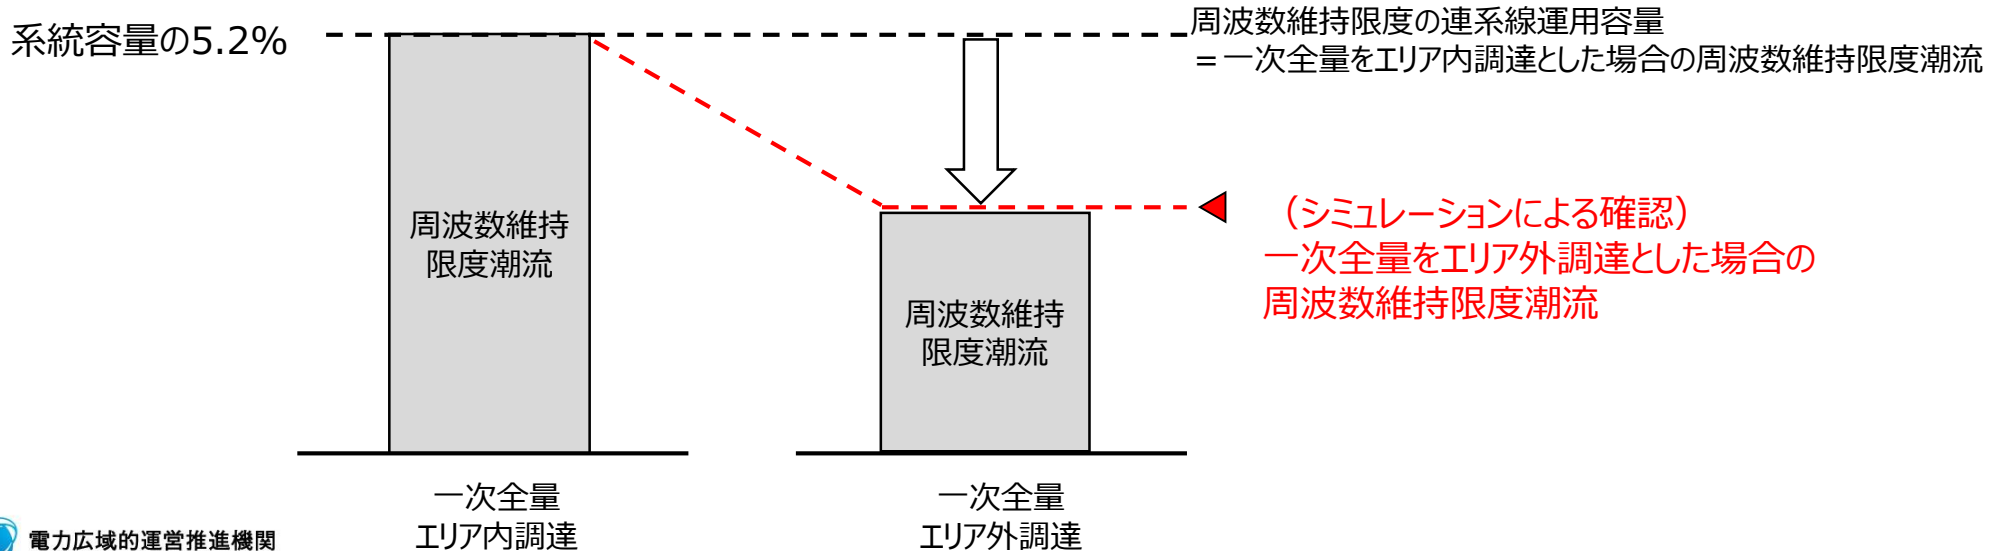 系統容量の5.2%
周波数維持限度の連系線運用容量
＝一次全量をエリア内調達とした場合の周波数維持限度潮流
周波数維持
限度潮流
（シミュレーションによる確認）
一次全量をエリア外調達とした場合の
周波数維持限度潮流
周波数維持
限度潮流
一次全量
エリア内調達
一次全量
エリア外調達
電力広域的運営推進機関